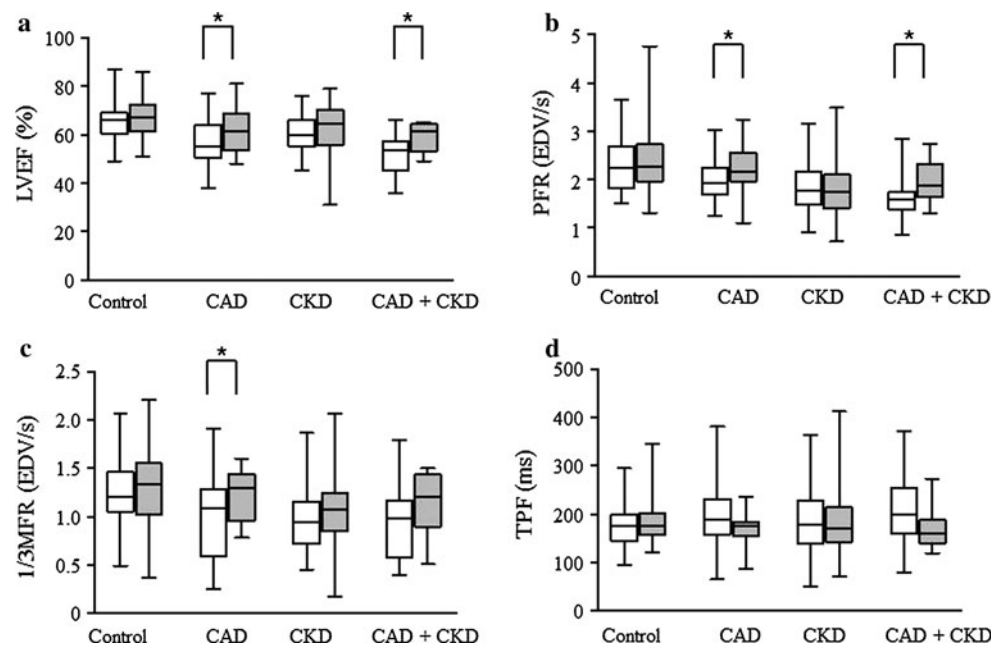 a
*
*
LVEF (%)
100
80
60
40
20
0
Control CAD CKD CAD + CKD
b
*
*
PFR (EDV/s)
5
4
3
2
1
0
Control CAD CKD CAD + CKD
c
*
1/3MFR (EDV/s)
2.5
2.0
1.5
1.0
0.5
0
Control CAD CKD CAD + CKD
d
TPF (ms)
500
400
300
200
100
0
Control CAD CKD CAD + CKD